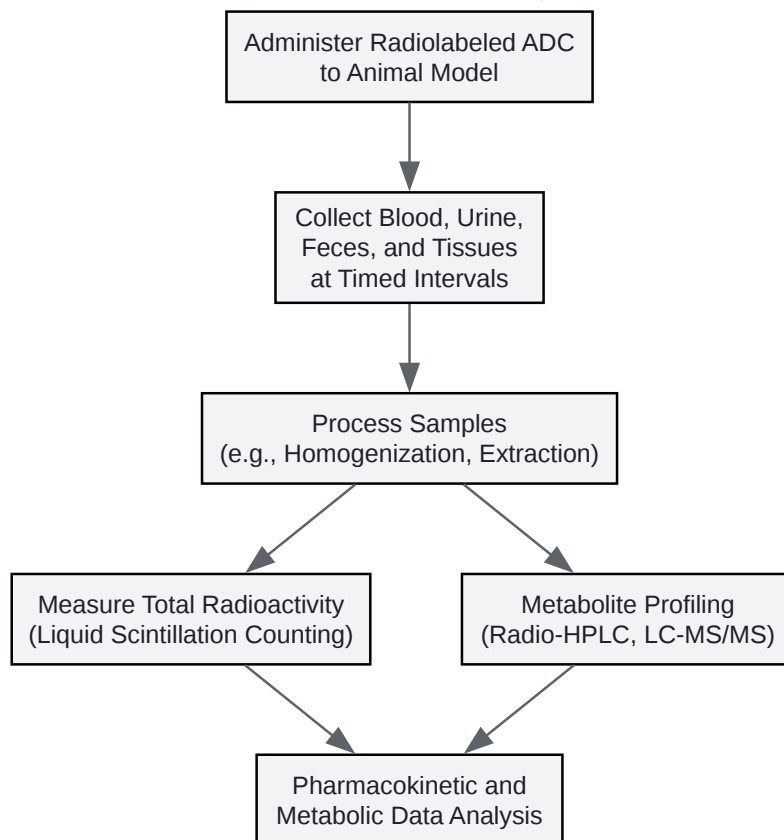 Administer Radiolabeled ADC
to Animal Model
Collect Blood, Urine,
Feces, and Tissues
at Timed Intervals
Process Samples
(e.g., Homogenization, Extraction)
Measure Total Radioactivity
(Liquid Scintillation Counting)
Metabolite Profiling
(Radio-HPLC, LC-MS/MS)
Pharmacokinetic and
Metabolic Data Analysis